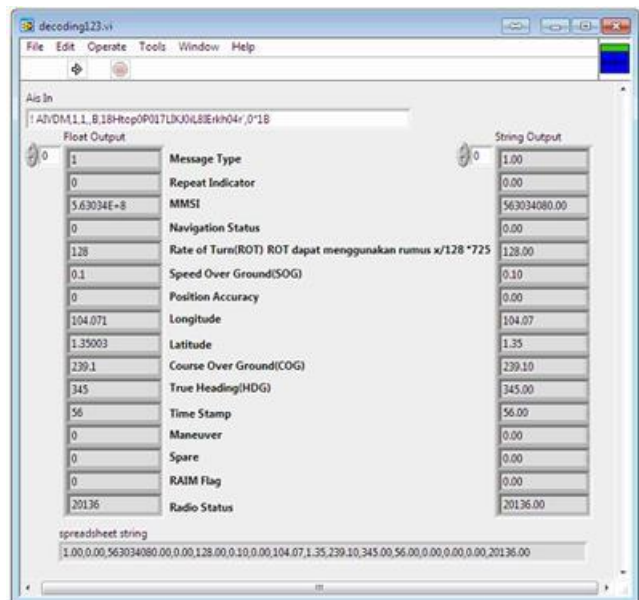 decoding123.vi
File Edit Operate Tools Window Help
Ais In
Float Output String Output
0 1 Message Type 0 1.00
0 Repeat Indicator 0.00
5.63034E+8 MMSI 563034080.00
0 Navigation Status 0.00
128 Rate of Turn(ROT) ROT dapat menggunakan rumus x/128 *725 128.00
0.1 Speed Over Ground(SOG) 0.10
0 Position Accuracy 0.00
104.071 Longitude 104.07
1.35003 Latitude 1.35
239.1 Course Over Ground(COG) 239.10
345 True Heading(HDG) 345.00
56 Time Stamp 56.00
0 Maneuver 0.00
0 Spare 0.00
0 RAIM Flag 0.00
20136 Radio Status 20136.00
spreadsheet string
1.00,0.00,563034080.00,0.00,128.00,0.10,0.00,104.07,1.35,239.10,345.00,56.00,0.00,0.00,0.00,20136.00